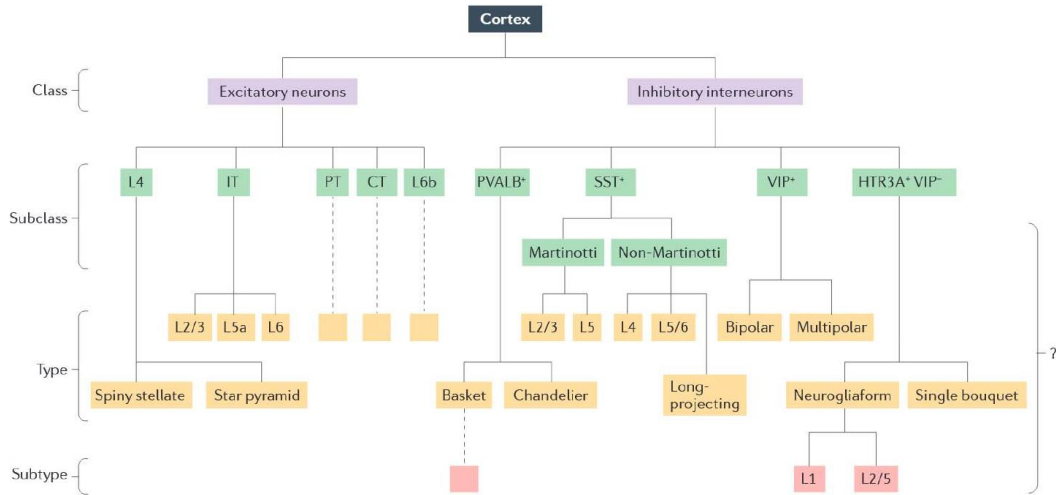 Cortex
Class
Excitatory neurons
Inhibitory interneurons
Subclass
L4
IT
PT
CT
L6b
PVALB⁺
SST⁺
VIP⁺
HTR3A⁺ VIP⁻
Martinotti
Non-Martinotti
Type
L2/3
L5a
L6
L2/3
L5
L4
L5/6
Bipolar
Multipolar
?
Spiny stellate
Star pyramid
Basket
Chandelier
Long-
projecting
Neurogliaform
Single bouquet
Subtype
L1
L2/5